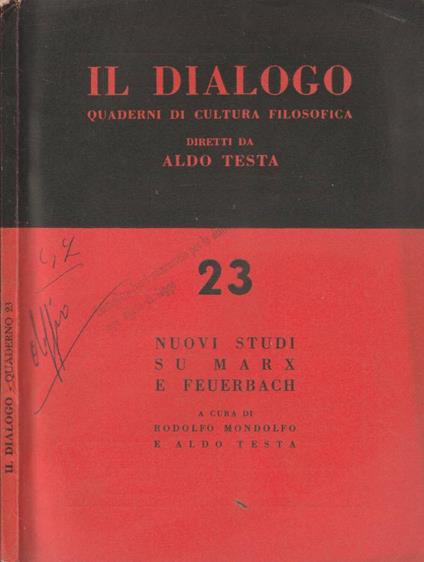 IL DIALOGO
QUADERNI DI CULTURA FILOSOFICA
DIRETTI DA
ALDO TESTA
23
NUOVI STUDI
SU MARX
E FEUERBACH
A CURA DI
RODOLFO MONDOLFO
E ALDO TESTA
IL DIALOGO - QUADERNO 23